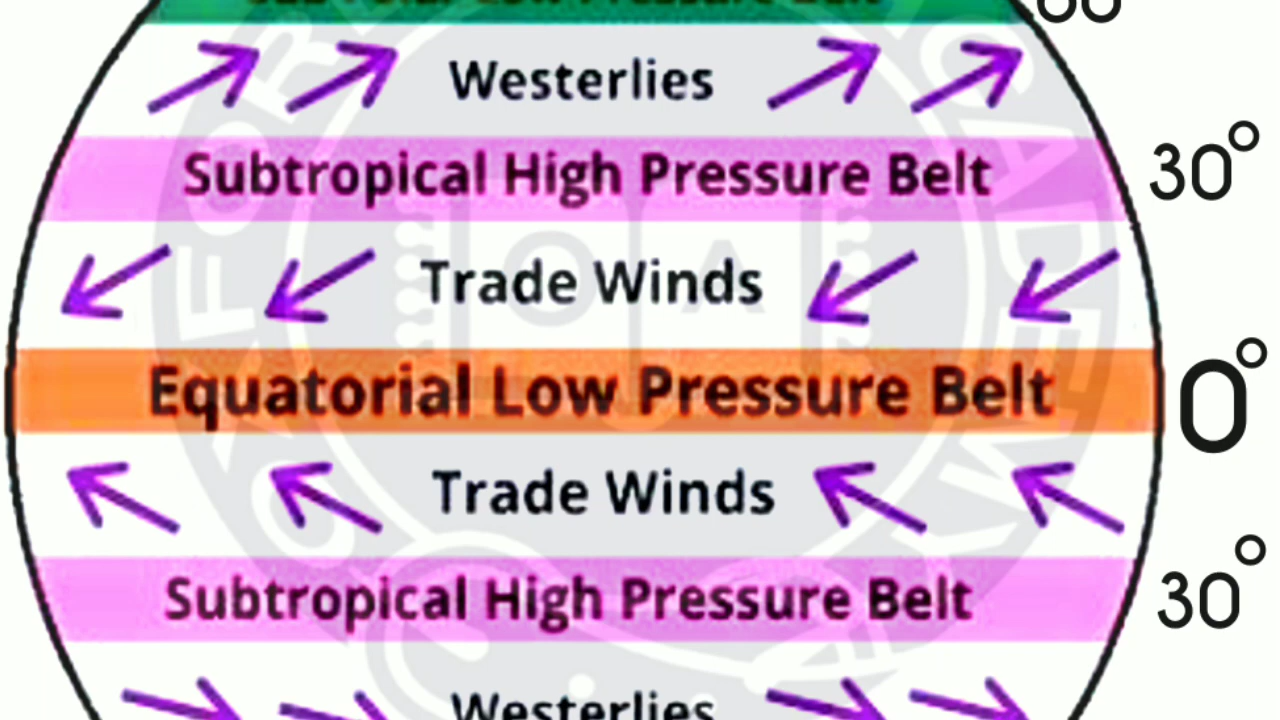 60
Westerlies
Subtropical High Pressure Belt
30°
Trade Winds
Equatorial Low Pressure Belt
0°
Trade Winds
Subtropical High Pressure Belt
30°
Westerlies